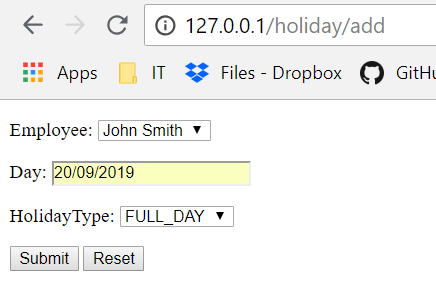 127.0.0.1/holiday/add
Apps IT Files - Dropbox GitHu
Employee: John Smith
Day: 20/09/2019
HolidayType: FULL_DAY
Submit Reset